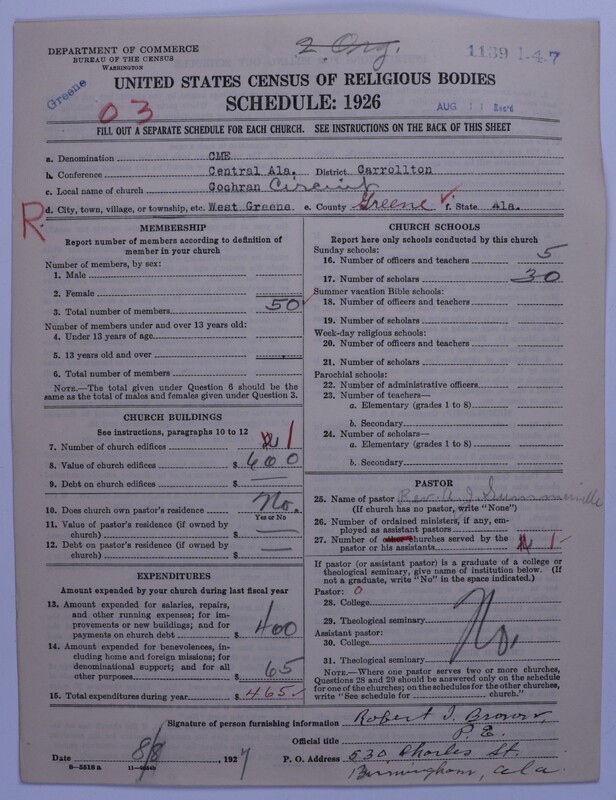 DEPARTMENT OF COMMERCE
BUREAU OF THE CENSUS
WASHINGTON
2 Org.
1139 1-4-7
Greene
03
UNITED STATES CENSUS OF RELIGIOUS BODIES
SCHEDULE: 1926
AUG 11 Rec'd
FILL OUT A SEPARATE SCHEDULE FOR EACH CHURCH. SEE INSTRUCTIONS ON THE BACK OF THIS SHEET
a. Denomination CME
b. Conference Central Ala. District Carrollton
c. Local name of church Cochran Circuit
R d. City, town, village, or township, etc. West Greene e. County Greene f. State Ala.
MEMBERSHIP
Report number of members according to definition of
member in your church
Number of members, by sex:
1. Male
2. Female
3. Total number of members 50
Number of members under and over 13 years old:
4. Under 13 years of age
5. 13 years old and over
6. Total number of members
NOTE.—The total given under Question 6 should be the
same as the total of males and females given under Question 3.
CHURCH BUILDINGS
See instructions, paragraphs 10 to 12
7. Number of church edifices 1
8. Value of church edifices $ 600
9. Debt on church edifices $ —
10. Does church own pastor's residence No.
Yes or No
11. Value of pastor's residence (if owned by
church) $ —
12. Debt on pastor's residence (if owned by
church) $ —
EXPENDITURES
Amount expended by your church during last fiscal year
13. Amount expended for salaries, repairs,
and other running expenses; for im-
provements or new buildings; and for
payments on church debt $ 400
14. Amount expended for benevolences,
including home and foreign missions; for
denominational support; and for all
other purposes $ 65
15. Total expenditures during year $ 465
CHURCH SCHOOLS
Report here only schools conducted by this church
Sunday schools:
16. Number of officers and teachers 5
17. Number of scholars 30
Summer vacation Bible schools:
18. Number of officers and teachers
19. Number of scholars
Week-day religious schools:
20. Number of officers and teachers
21. Number of scholars
Parochial schools:
22. Number of administrative officers
23. Number of teachers—
a. Elementary (grades 1 to 8)
b. Secondary
24. Number of scholars—
a. Elementary (grades 1 to 8)
b. Secondary
PASTOR
25. Name of pastor Rev. A. J. Summerville
(If church has no pastor, write "None")
26. Number of ordained ministers, if any, em-
ployed as assistant pastors
27. Number of churches served by the
pastor or his assistants 1
If pastor (or assistant pastor) is a graduate of a college or
theological seminary, give name of institution below. (If
not a graduate, write "No" in the space indicated.)
Pastor: 0
28. College
29. Theological seminary No.
Assistant pastor:
30. College
31. Theological seminary
NOTE.—Where one pastor serves two or more churches,
Questions 28 and 29 should be answered only on the schedule
for one of the churches; on the schedules for the other churches,
write "See schedule for church."
Signature of person furnishing information Robert J. Brown,
Official title P. E.
Date 8/8, 1927 P. O. Address 530, Charles St.
Birmingham, Ala.
8-5518 a